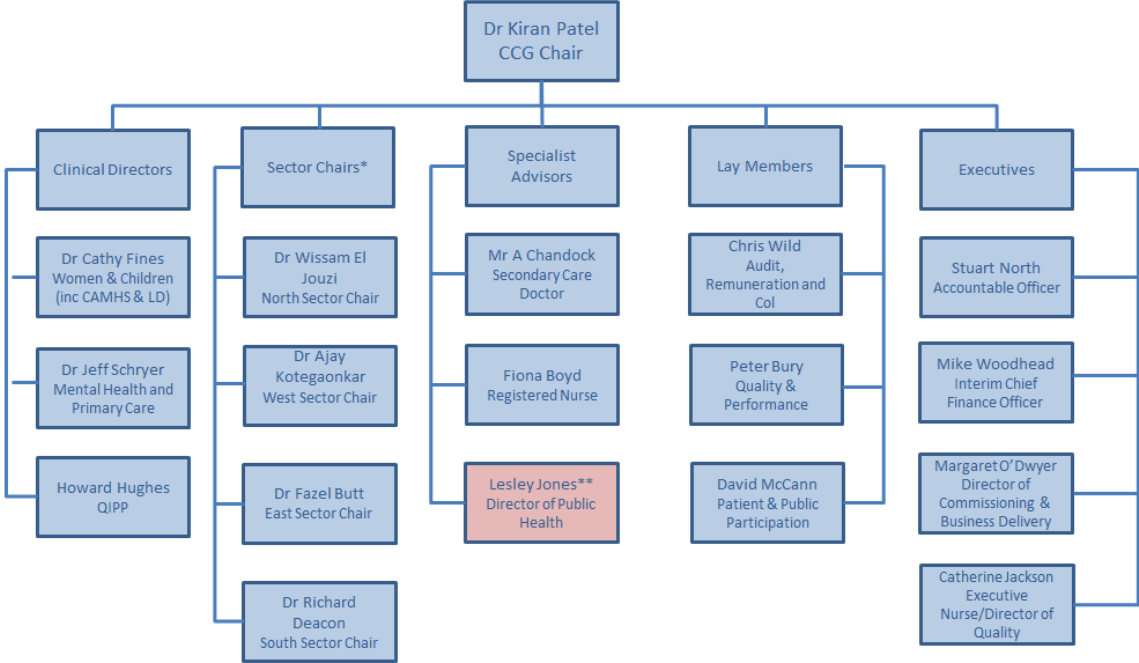 Dr Kiran Patel
CCG Chair
Clinical Directors
Dr Cathy Fines
Women & Children
(inc CAMHS & LD)
Dr Jeff Schryer
Mental Health and
Primary Care
Howard Hughes
QIPP
Sector Chairs*
Dr Wissam El
Jouzi
North Sector Chair
Dr Ajay
Kotegaonkar
West Sector Chair
Dr Fazel Butt
East Sector Chair
Dr Richard
Deacon
South Sector Chair
Specialist
Advisors
Mr A Chandock
Secondary Care
Doctor
Fiona Boyd
Registered Nurse
Lesley Jones**
Director of Public
Health
Lay Members
Chris Wild
Audit,
Remuneration and
CoI
Peter Bury
Quality &
Performance
David McCann
Patient & Public
Participation
Executives
Stuart North
Accountable Officer
Mike Woodhead
Interim Chief
Finance Officer
Margaret O'Dwyer
Director of
Commissioning &
Business Delivery
Catherine Jackson
Executive
Nurse/Director of
Quality